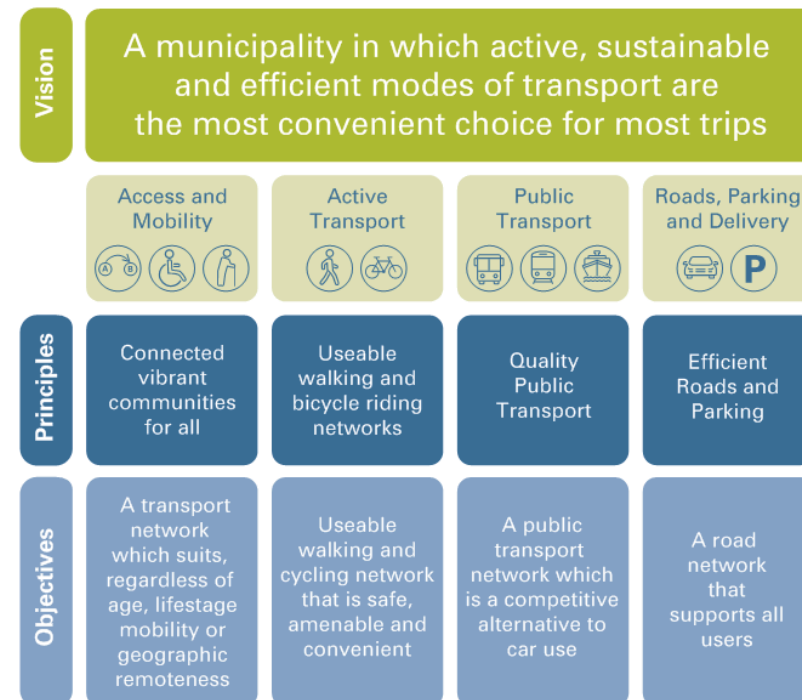 Vision
A municipality in which active, sustainable
and efficient modes of transport are
the most convenient choice for most trips
Access and
Mobility
A
B
Active
Transport
Public
Transport
Roads, Parking
and Delivery
P
Principles
Connected
vibrant
communities
for all
Useable
walking and
bicycle riding
networks
Quality
Public
Transport
Efficient
Roads and
Parking
Objectives
A transport
network
which suits,
regardless of
age, lifestage
mobility or
geographic
remoteness
Useable
walking and
cycling network
that is safe,
amenable and
convenient
A public
transport
network which
is a competitive
alternative to
car use
A road
network
that
supports all
users